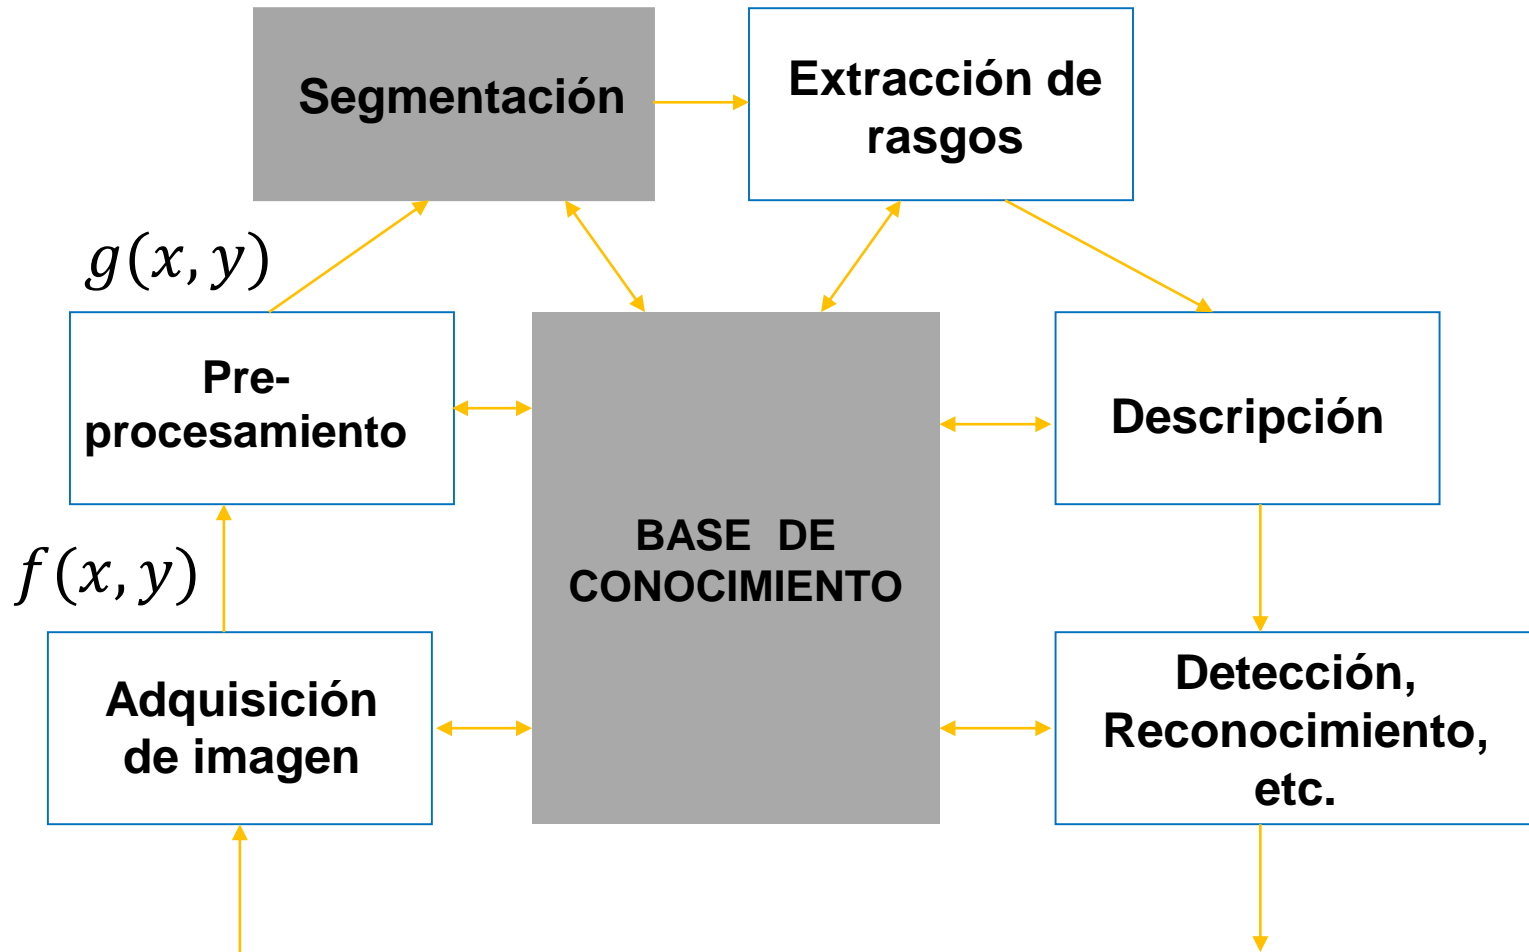 Segmentación
Extracción de
rasgos
g(x, y)
Pre-
procesamiento
BASE DE
CONOCIMIENTO
Descripción
f(x, y)
Adquisición
de imagen
Detección,
Reconocimiento,
etc.